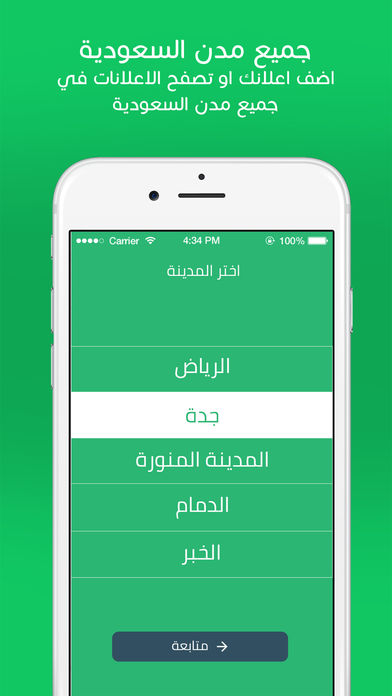 جميع مدن السعودية
اضف اعلانك او تصفح الاعلانات في
جميع مدن السعودية
Carrier 4:34 PM 100%
اختر المدينة
الرياض
جدة
المدينة المنورة
الدمام
الخبر
متابعة →